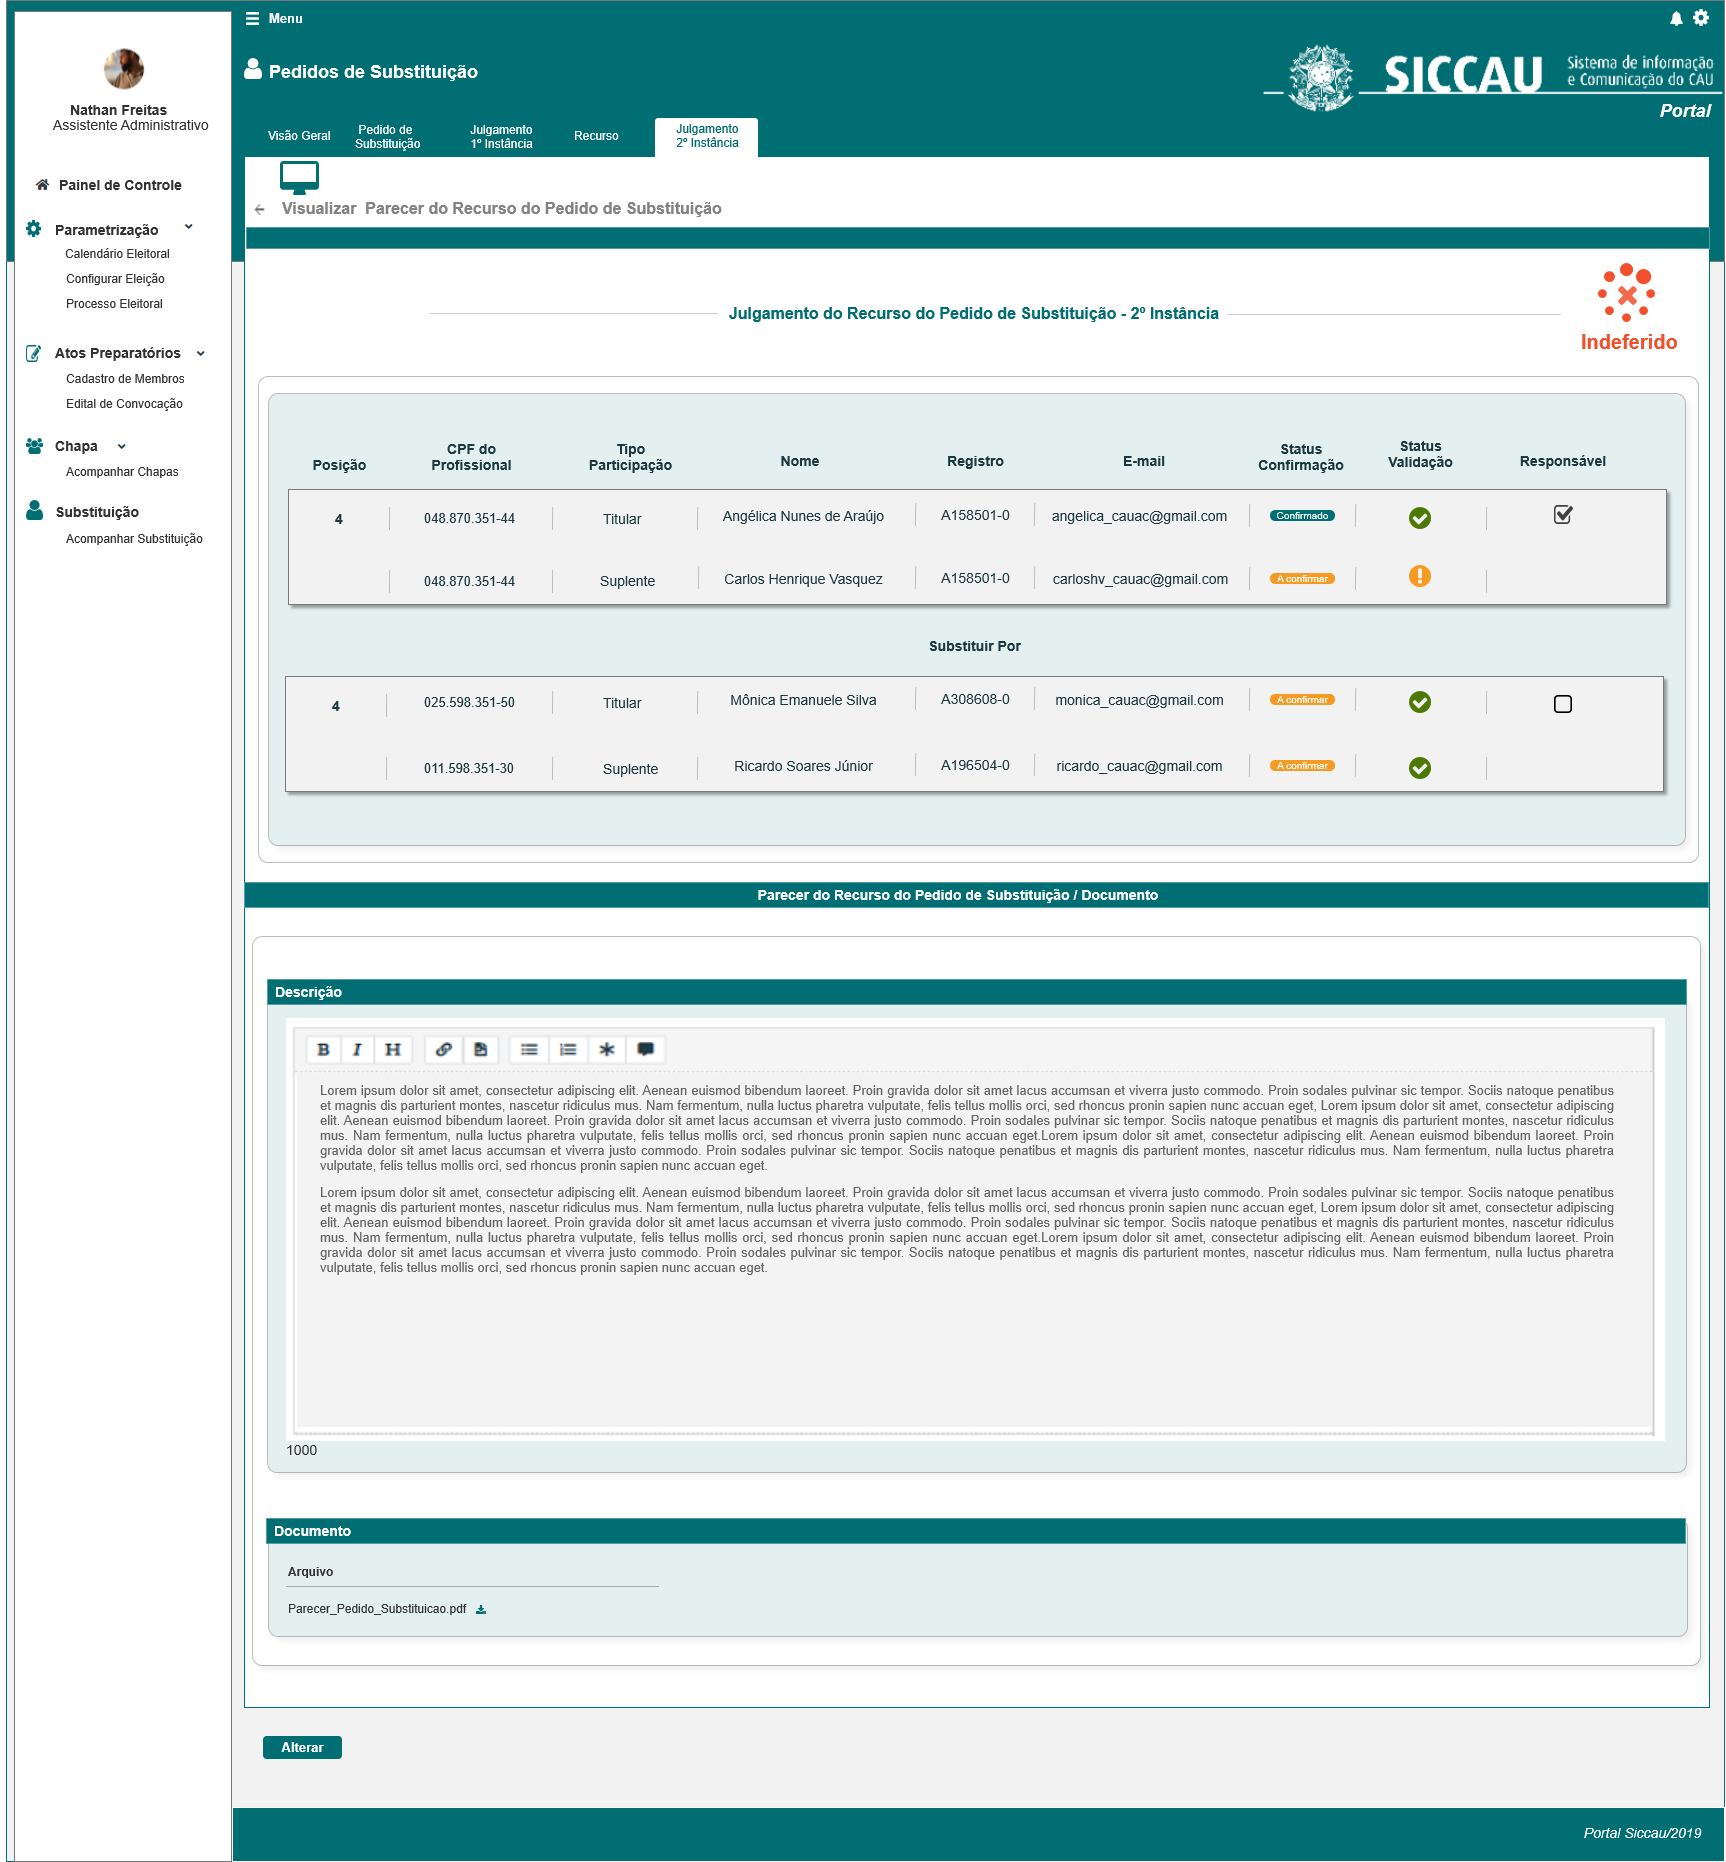 Menu
Nathan Freitas
Assistente Administrativo
Painel de Controle
Parametrização
Calendário Eleitoral
Configurar Eleição
Processo Eleitoral
Atos Preparatórios
Cadastro de Membros
Edital de Convocação
Chapa
Acompanhar Chapas
Substituição
Acompanhar Substituição
Pedidos de Substituição
SICCAU
Sistema de informação
e Comunicação do CAU
Portal
Visão Geral
Pedido de
Substituição
Julgamento
1º Instância
Recurso
Julgamento
2º Instância
Visualizar Parecer do Recurso do Pedido de Substituição
Julgamento do Recurso do Pedido de Substituição - 2º Instância
Indeferido
Posição
CPF do
Profissional
Tipo
Participação
Nome
Registro
E-mail
Status
Confirmação
Status
Validação
Responsável
4 048.870.351-44 Titular Angélica Nunes de Araújo A158501-0 angelica_cauac@gmail.com Confirmado
048.870.351-44 Suplente Carlos Henrique Vasquez A158501-0 carloshv_cauac@gmail.com A confirmar
Substituir Por
4 025.598.351-50 Titular Mônica Emanuele Silva A308608-0 monica_cauac@gmail.com A confirmar
011.598.351-30 Suplente Ricardo Soares Júnior A196504-0 ricardo_cauac@gmail.com A confirmar
Parecer do Recurso do Pedido de Substituição / Documento
Descrição
B I H
Lorem ipsum dolor sit amet, consectetur adipiscing elit. Aenean euismod bibendum laoreet. Proin gravida dolor sit amet lacus accumsan et viverra justo commodo. Proin sodales pulvinar sic tempor. Sociis natoque penatibus
et magnis dis parturient montes, nascetur ridiculus mus. Nam fermentum, nulla luctus pharetra vulputate, felis tellus mollis orci, sed rhoncus pronin sapien nunc accuan eget, Lorem ipsum dolor sit amet, consectetur adipiscing
elit. Aenean euismod bibendum laoreet. Proin gravida dolor sit amet lacus accumsan et viverra justo commodo. Proin sodales pulvinar sic tempor. Sociis natoque penatibus et magnis dis parturient montes, nascetur ridiculus
mus. Nam fermentum, nulla luctus pharetra vulputate, felis tellus mollis orci, sed rhoncus pronin sapien nunc accuan eget.Lorem ipsum dolor sit amet, consectetur adipiscing elit. Aenean euismod bibendum laoreet. Proin
gravida dolor sit amet lacus accumsan et viverra justo commodo. Proin sodales pulvinar sic tempor. Sociis natoque penatibus et magnis dis parturient montes, nascetur ridiculus mus. Nam fermentum, nulla luctus pharetra
vulputate, felis tellus mollis orci, sed rhoncus pronin sapien nunc accuan eget.
Lorem ipsum dolor sit amet, consectetur adipiscing elit. Aenean euismod bibendum laoreet. Proin gravida dolor sit amet lacus accumsan et viverra justo commodo. Proin sodales pulvinar sic tempor. Sociis natoque penatibus
et magnis dis parturient montes, nascetur ridiculus mus. Nam fermentum, nulla luctus pharetra vulputate, felis tellus mollis orci, sed rhoncus pronin sapien nunc accuan eget, Lorem ipsum dolor sit amet, consectetur adipiscing
elit. Aenean euismod bibendum laoreet. Proin gravida dolor sit amet lacus accumsan et viverra justo commodo. Proin sodales pulvinar sic tempor. Sociis natoque penatibus et magnis dis parturient montes, nascetur ridiculus
mus. Nam fermentum, nulla luctus pharetra vulputate, felis tellus mollis orci, sed rhoncus pronin sapien nunc accuan eget.Lorem ipsum dolor sit amet, consectetur adipiscing elit. Aenean euismod bibendum laoreet. Proin
gravida dolor sit amet lacus accumsan et viverra justo commodo. Proin sodales pulvinar sic tempor. Sociis natoque penatibus et magnis dis parturient montes, nascetur ridiculus mus. Nam fermentum, nulla luctus pharetra
vulputate, felis tellus mollis orci, sed rhoncus pronin sapien nunc accuan eget.
1000
Documento
Arquivo
Parecer_Pedido_Substituicao.pdf
Alterar
Portal Siccau/2019